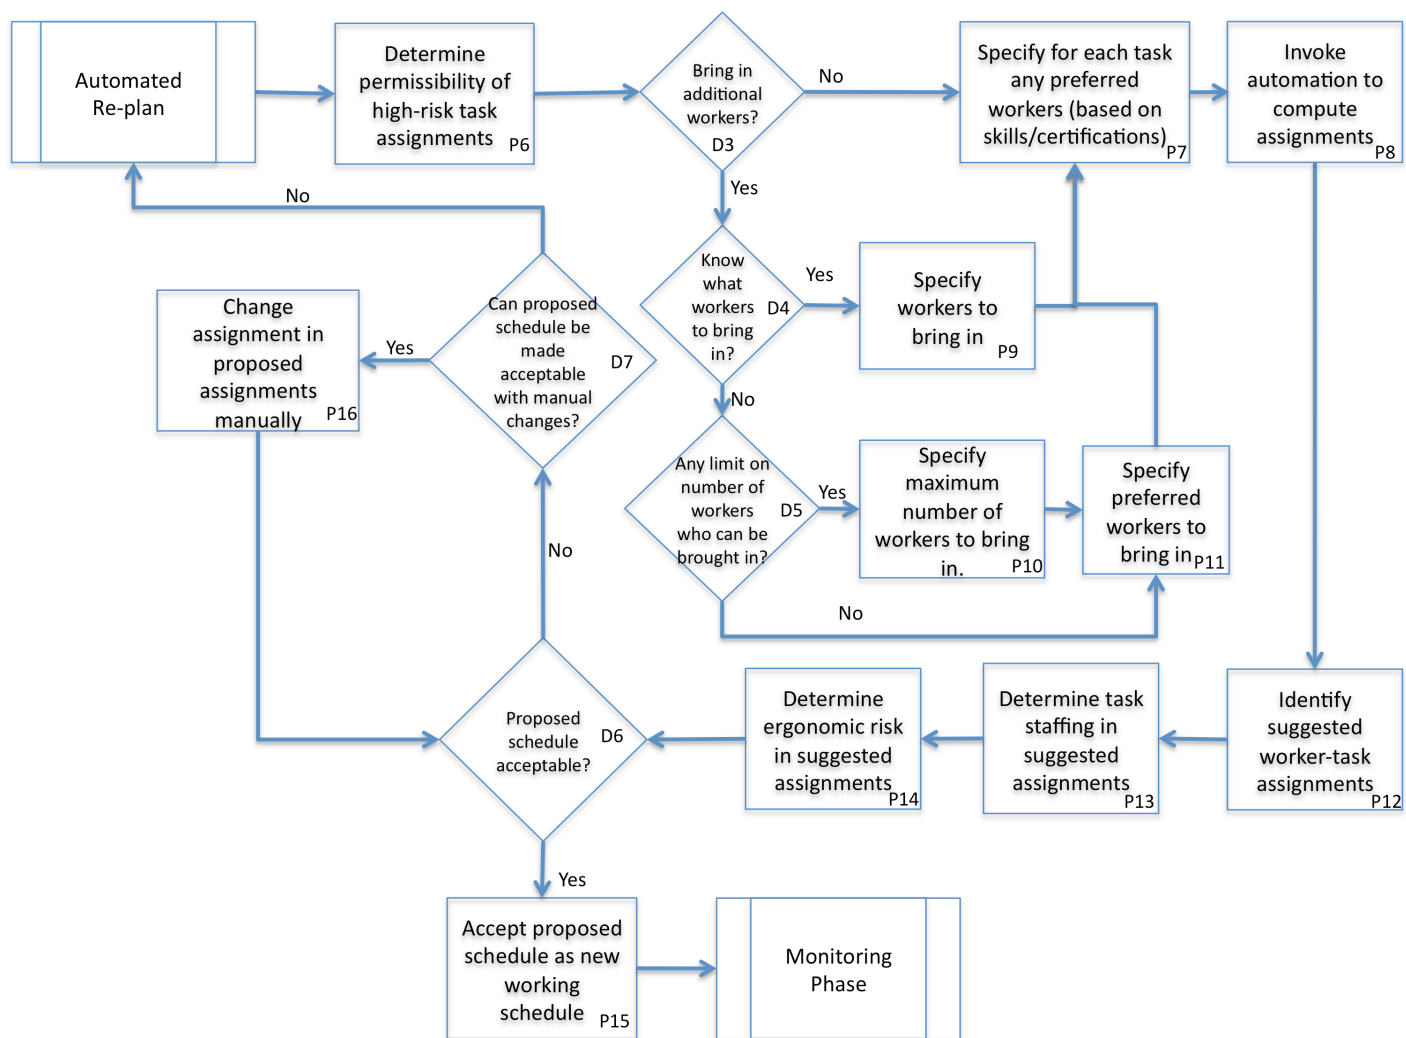 Automated
Re-plan
Determine
permissibility of
high-risk task
assignments
P6
Bring in
additional
workers?
D3
No
Specify for each task
any preferred
workers (based on
skills/certifications)
P7
Invoke
automation to
compute
assignments
P8
Yes
No
Know
what
workers
to bring
in?
D4
Yes
Specify
workers to
bring in
P9
Can proposed
schedule be
made
acceptable
with manual
changes?
D7
Yes
Change
assignment in
proposed
assignments
manually
P16
No
Any limit on
number of
workers
who can be
brought in?
D5
Yes
Specify
maximum
number of
workers to bring
in.
P10
Specify
preferred
workers to
bring in
P11
No
No
Proposed
schedule
acceptable?
D6
Determine
ergonomic risk
in suggested
assignments
P14
Determine task
staffing in
suggested
assignments
P13
Identify
suggested
worker-task
assignments
P12
Yes
Accept proposed
schedule as new
working
schedule
P15
Monitoring
Phase